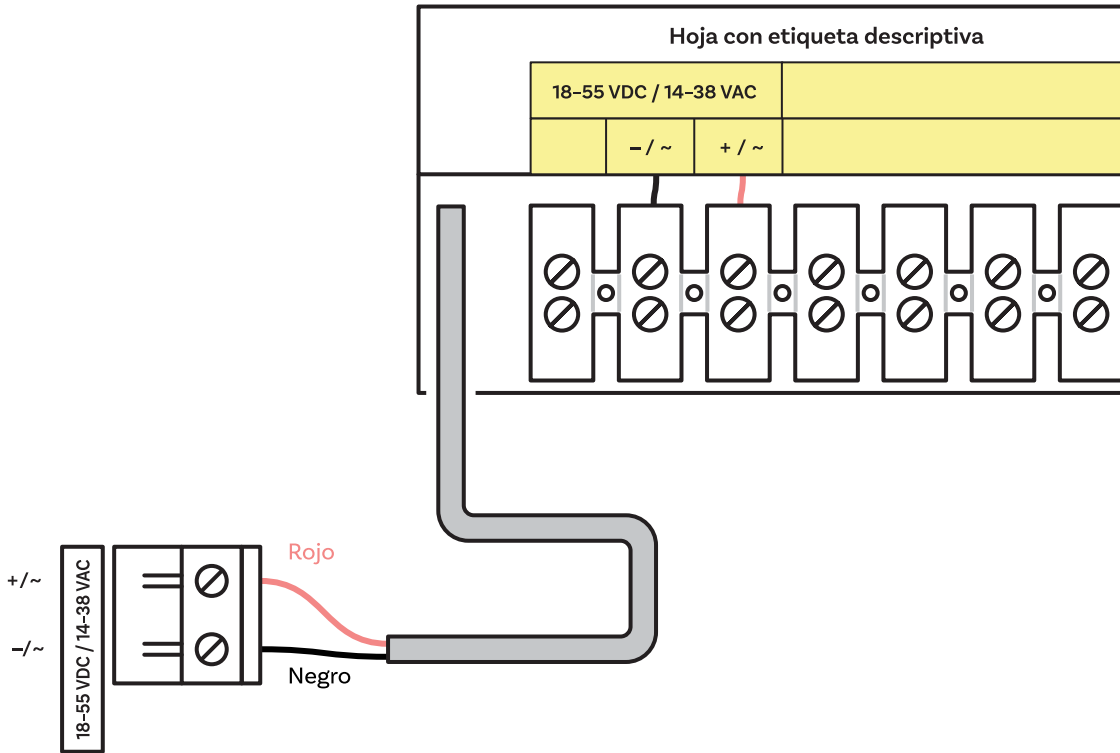 Hoja con etiqueta descriptiva
18–55 VDC / 14–38 VAC
– / ~ + / ~
Rojo
+/~
–/~
18–55 VDC / 14–38 VAC
Negro